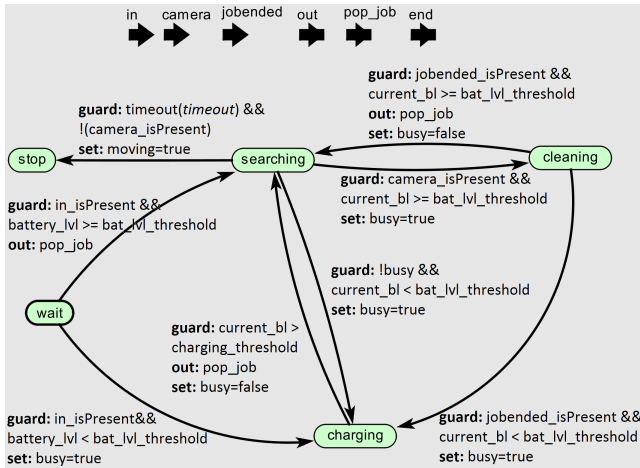 in camera jobended out pop_job end
guard: jobended_isPresent &&
current_bl >= bat_lvl_threshold
out: pop_job
set: busy=false
guard: timeout(timeout) &&
!(camera_isPresent)
set: moving=true
stop
searching
cleaning
guard: camera_isPresent &&
current_bl >= bat_lvl_threshold
set: busy=true
guard: in_isPresent &&
battery_lvl >= bat_lvl_threshold
out: pop_job
guard: !busy &&
current_bl < bat_lvl_threshold
set: busy=true
wait
guard: current_bl >
charging_threshold
out: pop_job
set: busy=false
guard: in_isPresent&&
battery_lvl < bat_lvl_threshold
set: busy=true
charging
guard: jobended_isPresent &&
current_bl < bat_lvl_threshold
set: busy=true